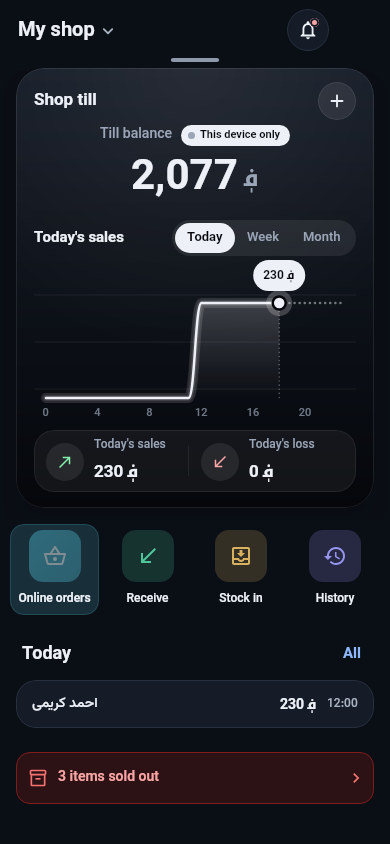 My shop
Shop till
Till balance This device only
2,077 ؋
Today's sales
Today Week Month
230 ؋
0 4 8 12 16 20
Today's sales Today's loss
230 ؋ 0 ؋
Online orders Receive Stock in History
Today All
احمد کریمی 230 ؋ 12:00
3 items sold out